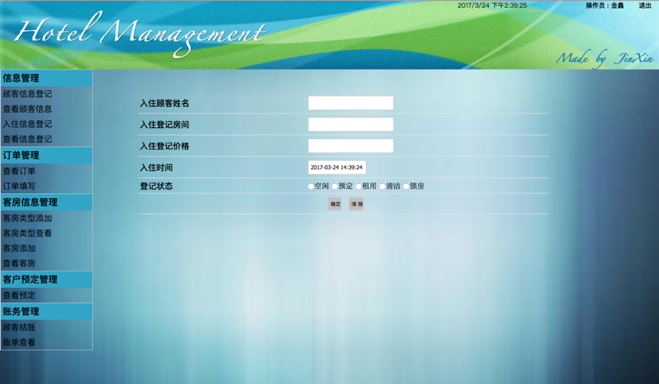 2017/3/24 下午2:39:25 操作员：金鑫 退出
Hotel Management
Made by JinXin
信息管理
顾客信息登记
查看顾客信息
入住信息登记
查看信息登记
订单管理
查看订单
订单填写
客房信息管理
客房类型添加
客房类型查看
客房添加
查看客房
客户预定管理
查看预定
账务管理
顾客结账
账单查看
入住顾客姓名
入住登记房间
入住登记价格
入住时间 2017-03-24 14:39:24
登记状态 空闲 预定 租用 清洁 锁房
确定 清除